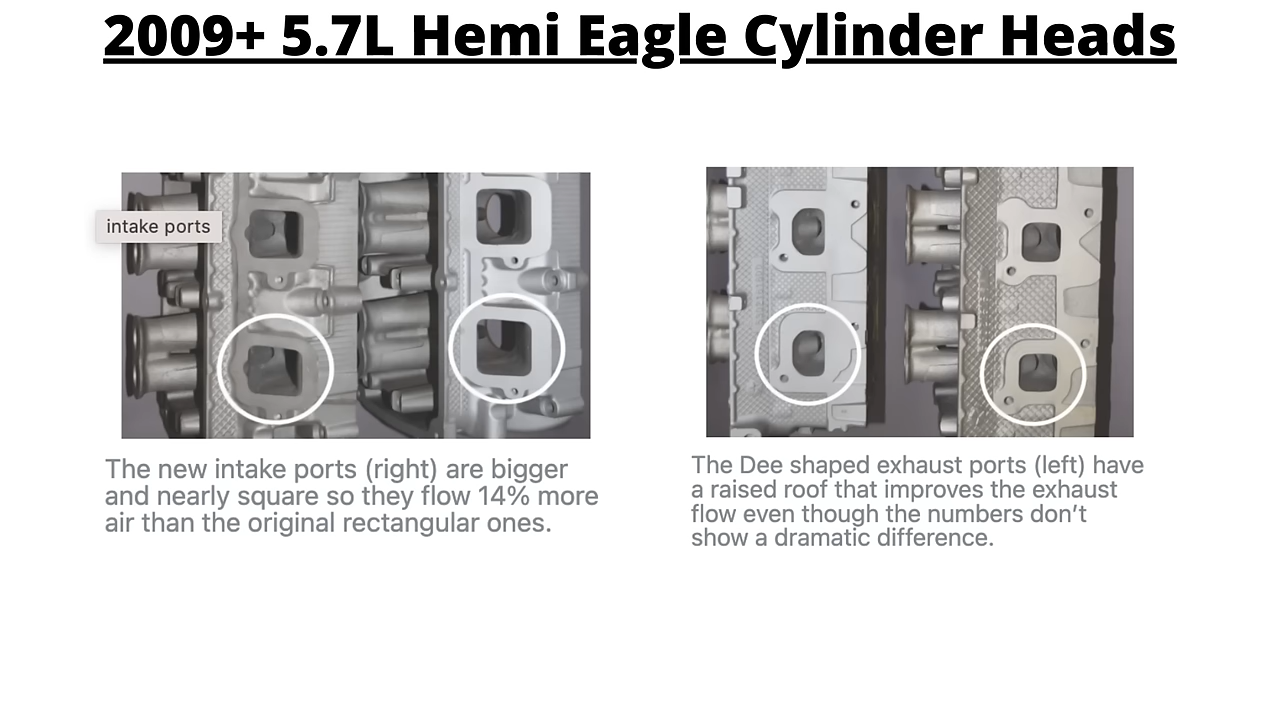 2009+ 5.7L Hemi Eagle Cylinder Heads
intake ports
The new intake ports (right) are bigger
and nearly square so they flow 14% more
air than the original rectangular ones.
The Dee shaped exhaust ports (left) have
a raised roof that improves the exhaust
flow even though the numbers don’t
show a dramatic difference.